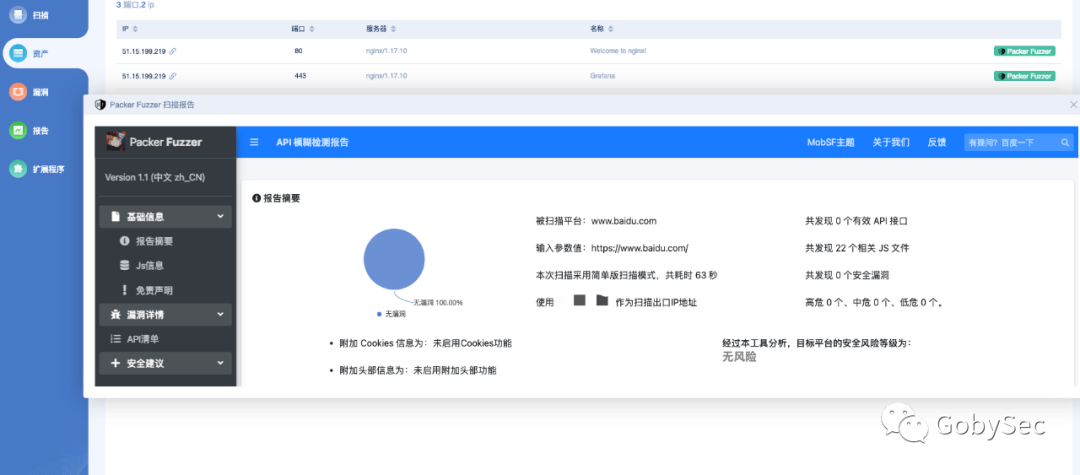 扫描
资产
漏洞
报告
扩展程序
3 端口,2 ip
IP 端口 服务器 名称
51.15.199.219 80 nginx/1.17.10 Welcome to nginx! Packer Fuzzer
51.15.199.219 443 nginx/1.17.10 Grafana Packer Fuzzer
Packer Fuzzer 扫描报告
Packer Fuzzer
API 模糊检测报告 MobSF主题 关于我们 反馈 有疑问? 百度一下
Version 1.1 (中文 zh_CN)
基础信息
报告摘要
Js信息
免责声明
漏洞详情
API清单
安全建议
报告摘要
无漏洞 100.00%
无漏洞
被扫描平台：www.baidu.com
输入参数值：https://www.baidu.com/
本次扫描采用简单版扫描模式，共耗时 63 秒
使用 作为扫描出口IP地址
共发现 0 个有效 API 接口
共发现 22 个相关 JS 文件
共发现 0 个安全漏洞
高危 0 个、中危 0 个、低危 0 个。
• 附加 Cookies 信息为：未启用Cookies功能
• 附加头部信息为：未启用附加头部功能
经过本工具分析，目标平台的安全风险等级为：
无风险
GobySec